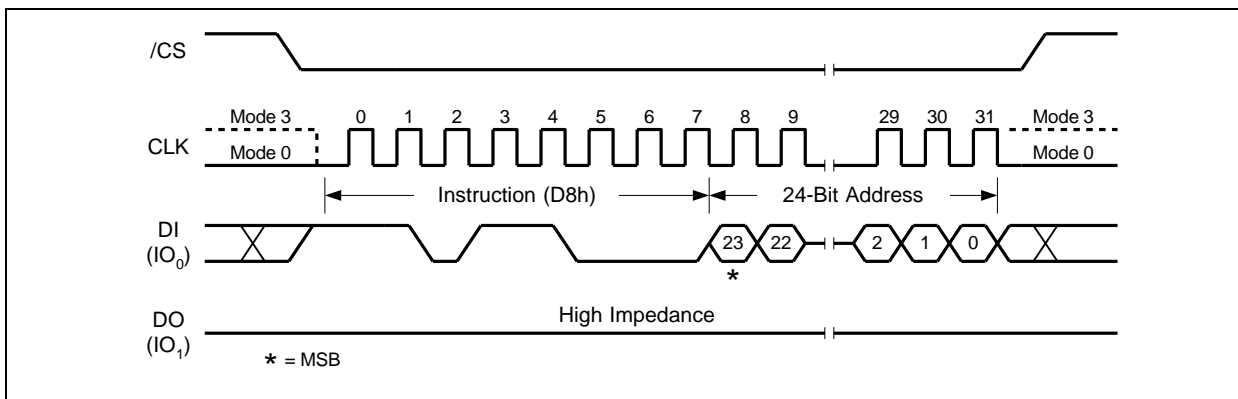 /CS
Mode 3 0 1 2 3 4 5 6 7 8 9 29 30 31 Mode 3
CLK
Mode 0 Mode 0
Instruction (D8h) 24-Bit Address
DI
(IO0)
23 22 2 1 0
*
High Impedance
DO
(IO1)
* = MSB